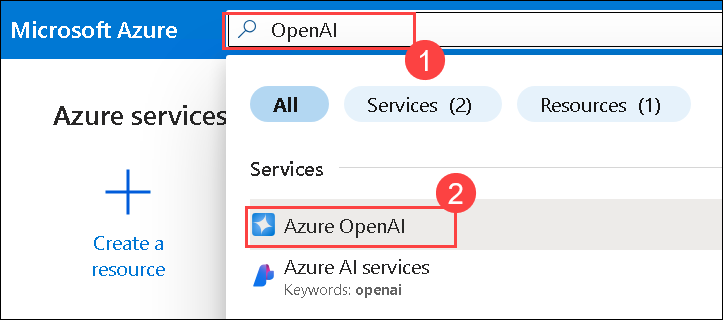 Microsoft Azure
OpenAI
1
All
Services (2)
Resources (1)
Azure services
Create a
resource
Services
2
Azure OpenAI
Azure AI services
Keywords: openai